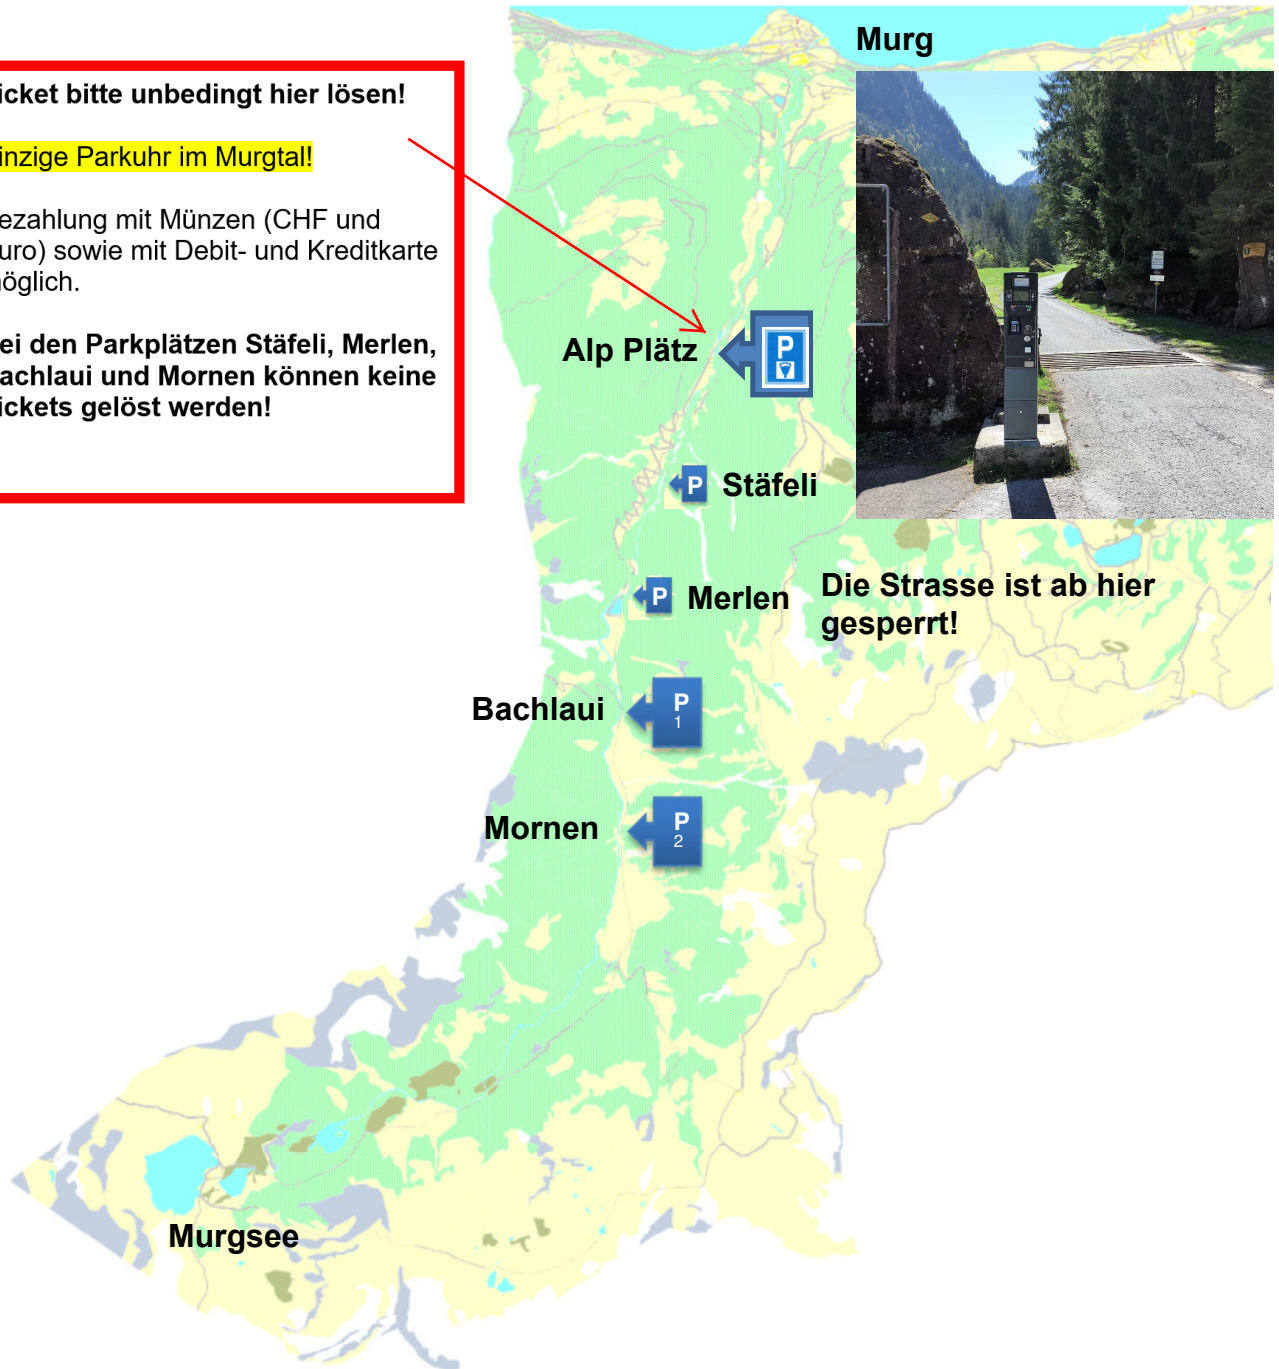 Murg
icket bitte unbedingt hier lösen!
inzige Parkuhr im Murgtal!
ezahlung mit Münzen (CHF und
uro) sowie mit Debit- und Kreditkarte
öglich.
ei den Parkplätzen Stäfeli, Merlen,
achlaui und Mornen können keine
ickets gelöst werden!
Alp Plätz
P
P
Stäfeli
P
Merlen
Die Strasse ist ab hier
gesperrt!
Bachlaui
P
1
Mornen
P
2
Murgsee